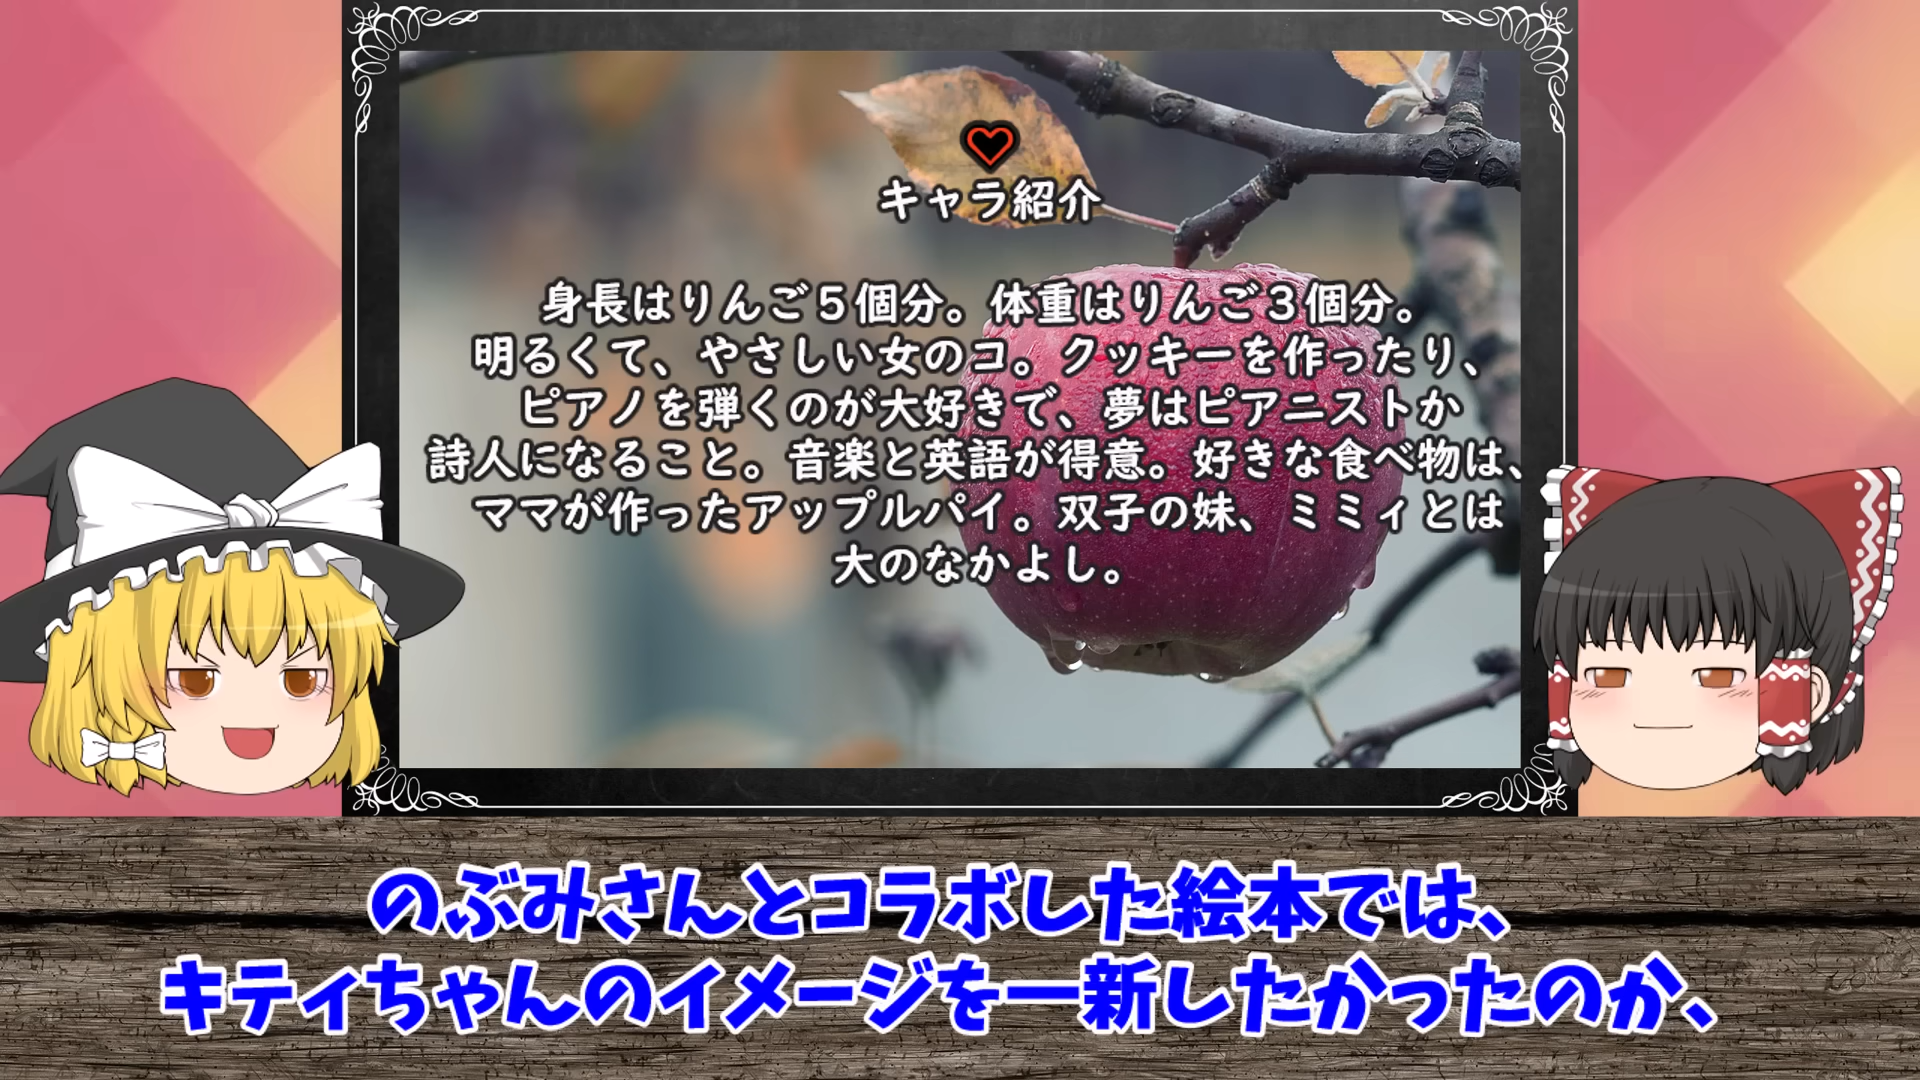 キャラ紹介
身長はりんご５個分。体重はりんご３個分。
明るくて、やさしい女のコ。クッキーを作ったり、
ピアノを弾くのが大好きで、夢はピアニストか
詩人になること。音楽と英語が得意。好きな食べ物は、
ママが作ったアップルパイ。双子の妹、ミミィとは
大のなかよし。
のぶみさんとコラボした絵本では、
キティちゃんのイメージを一新したかったのか、